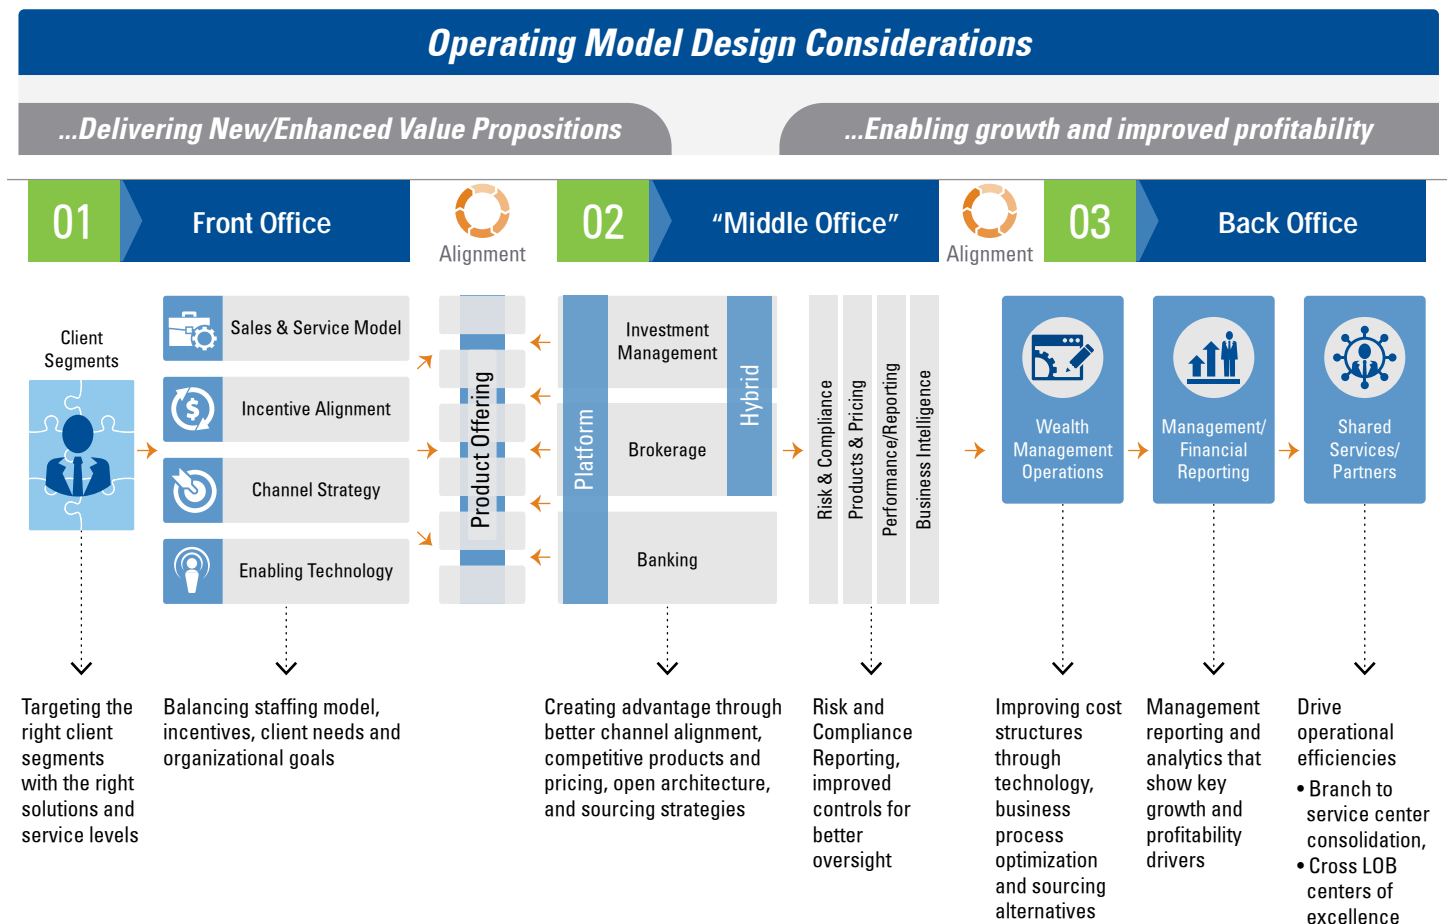 Operating Model Design Considerations
...Delivering New/Enhanced Value Propositions
...Enabling growth and improved profitability
01
Front Office
Alignment
02
“Middle Office”
Alignment
03
Back Office
Client
Segments
Sales & Service Model
Incentive Alignment
Channel Strategy
Enabling Technology
Product Offering
Platform
Investment
Management
Brokerage
Banking
Hybrid
Risk & Compliance
Products & Pricing
Performance/Reporting
Business Intelligence
Wealth
Management
Operations
Management/
Financial
Reporting
Shared
Services/
Partners
Targeting the
right client
segments
with the right
solutions and
service levels
Balancing staffing model,
incentives, client needs and
organizational goals
Creating advantage through
better channel alignment,
competitive products and
pricing, open architecture,
and sourcing strategies
Risk and
Compliance
Reporting,
improved
controls for
better
oversight
Improving cost
structures
through
technology,
business
process
optimization
and sourcing
alternatives
Management
reporting and
analytics that
show key
growth and
profitability
drivers
Drive
operational
efficiencies
• Branch to
service center
consolidation,
• Cross LOB
centers of
excellence